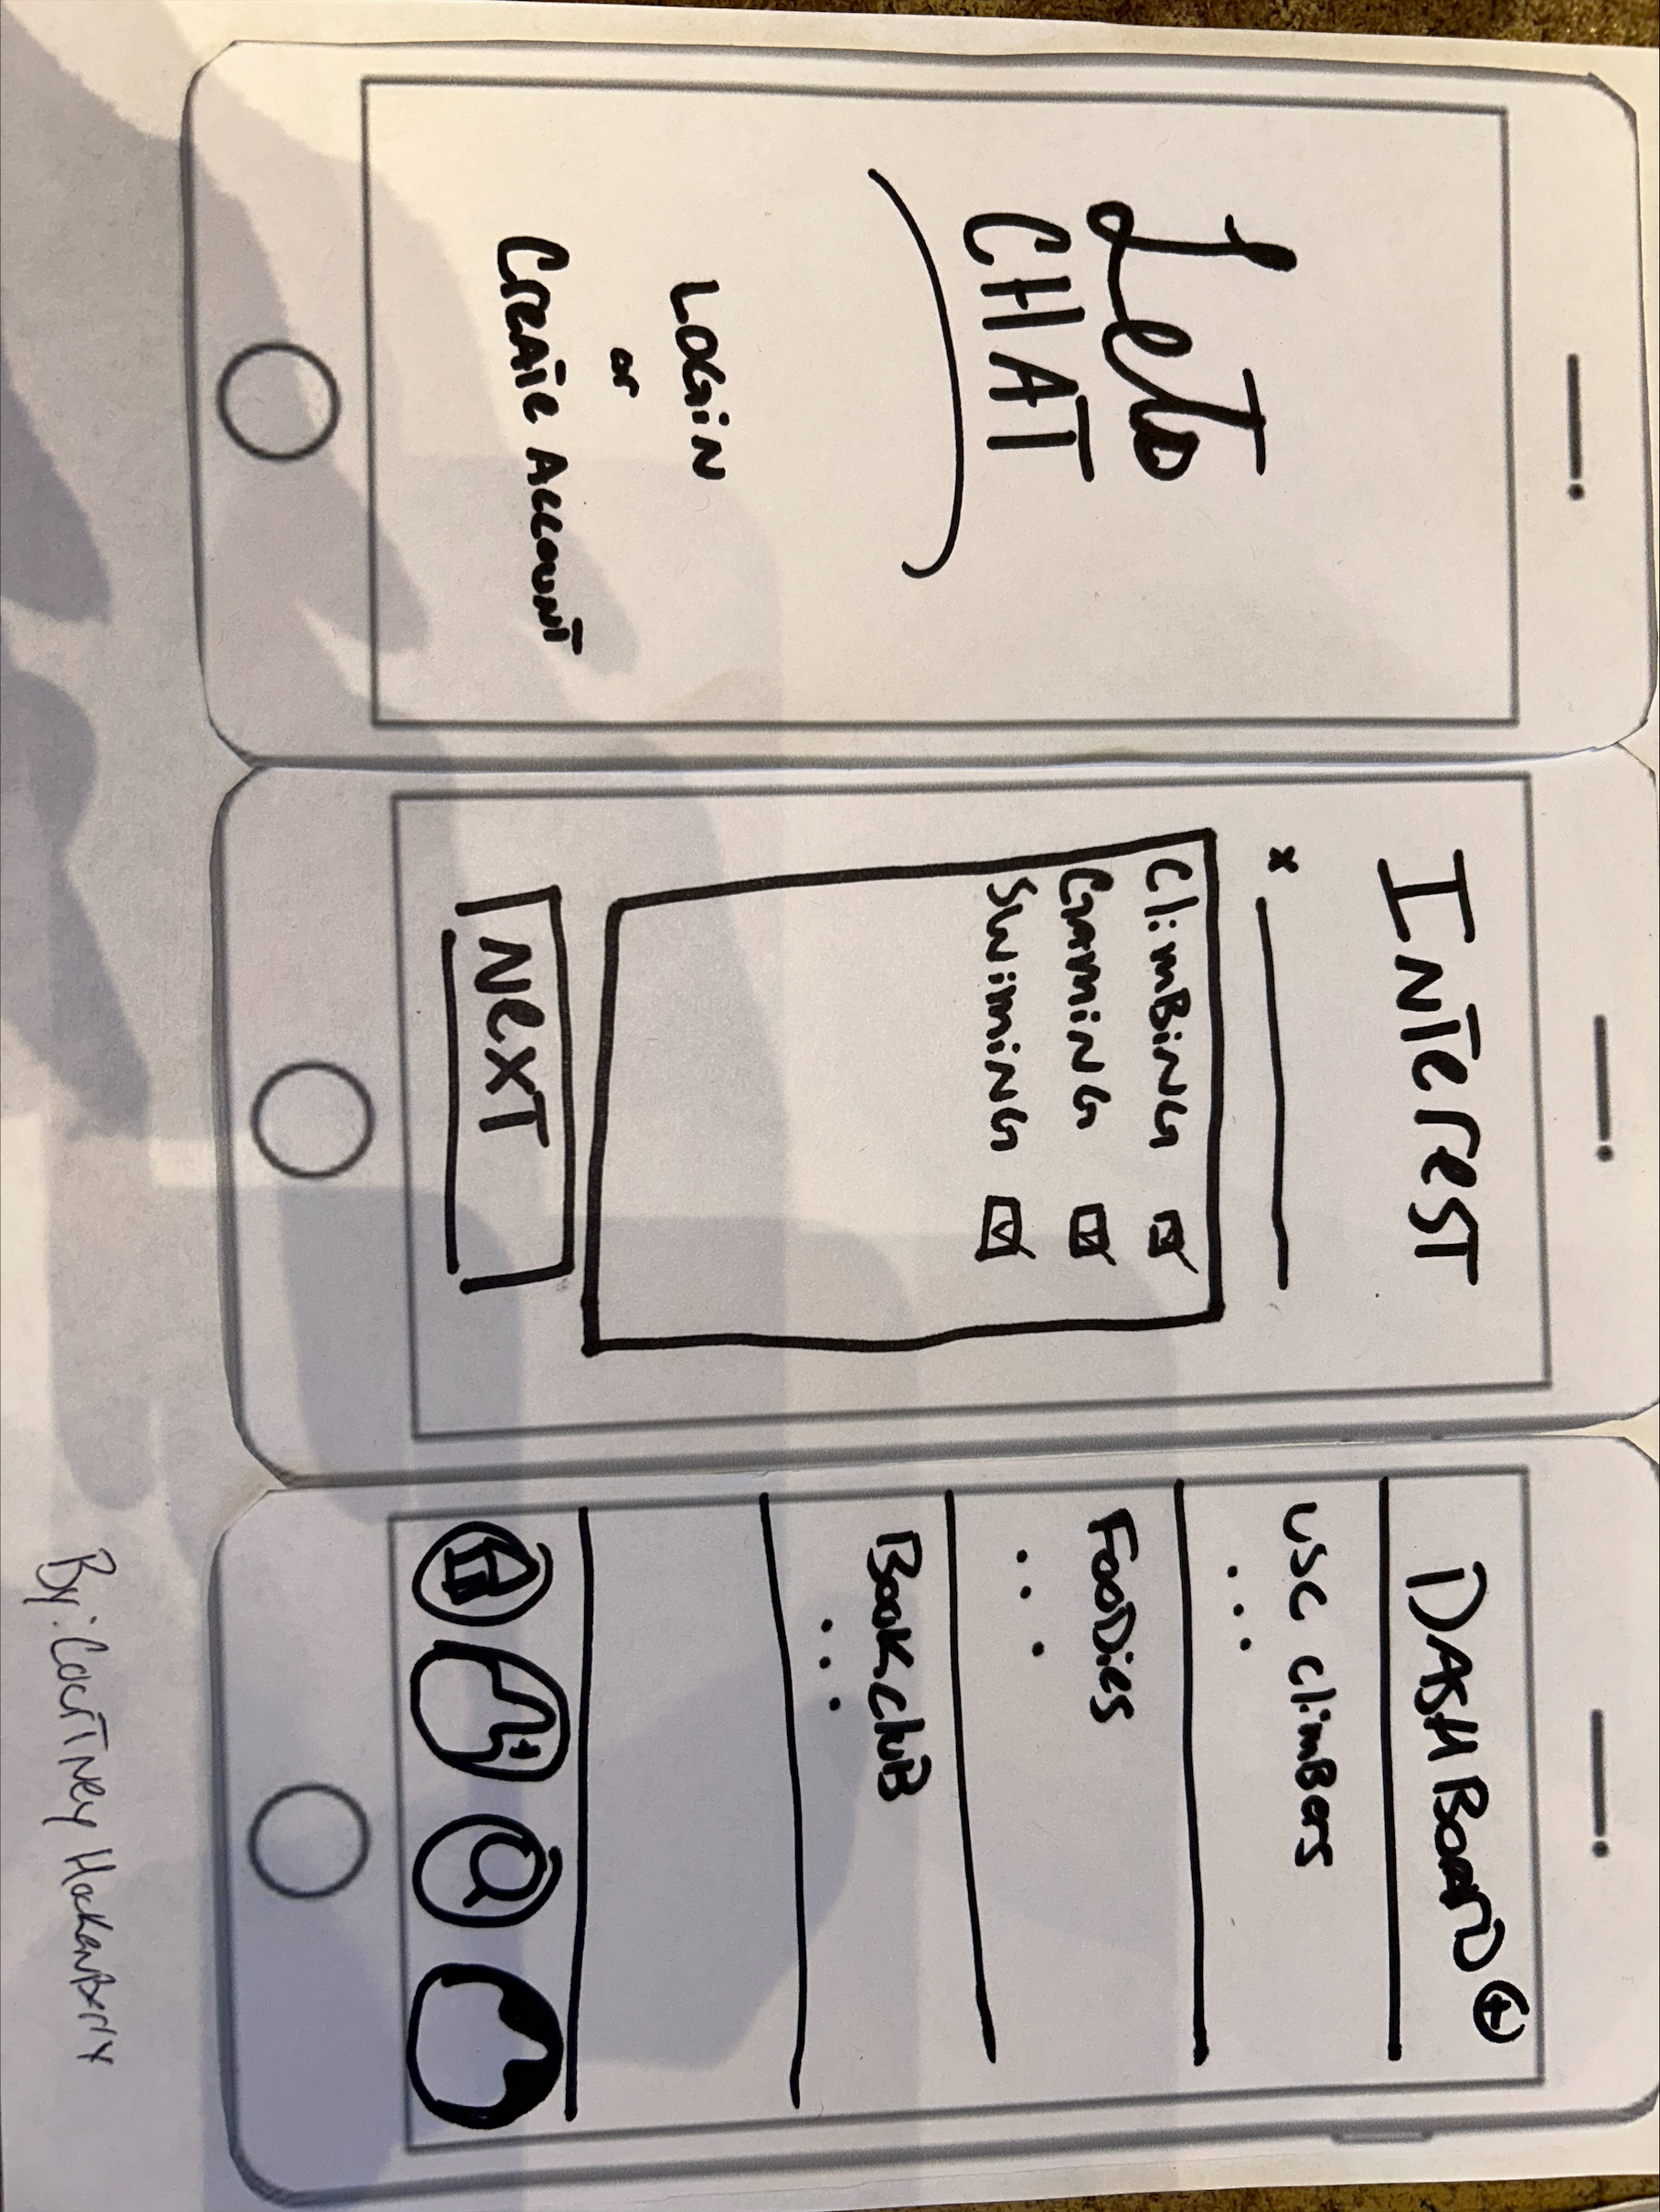 Lets
CHAT
LOGiN
or
CreATe Account
INTeresT
x
CLimBiNG
GAMiNG
SwimiNG
NexT
DASHBoarD +
USC climBers
...
FooDies
...
Book cluB
...
By: CourTNey HockenBerry